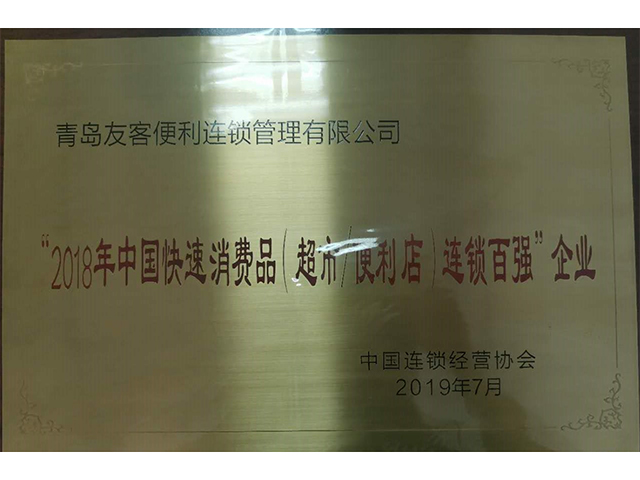 青岛友客便利连锁管理有限公司
“2018年中国快速消费品(超市/便利店)连锁百强”企业
中国连锁经营协会
2019年7月